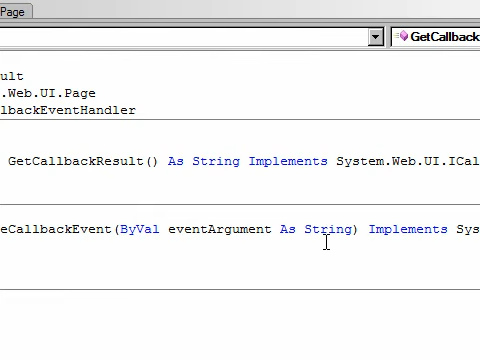 Page
GetCallback
ult
.Web.UI.Page
lbackEventHandler
GetCallbackResult() As String Implements System.Web.UI.ICal
eCallbackEvent(ByVal eventArgument As String) Implements Sys